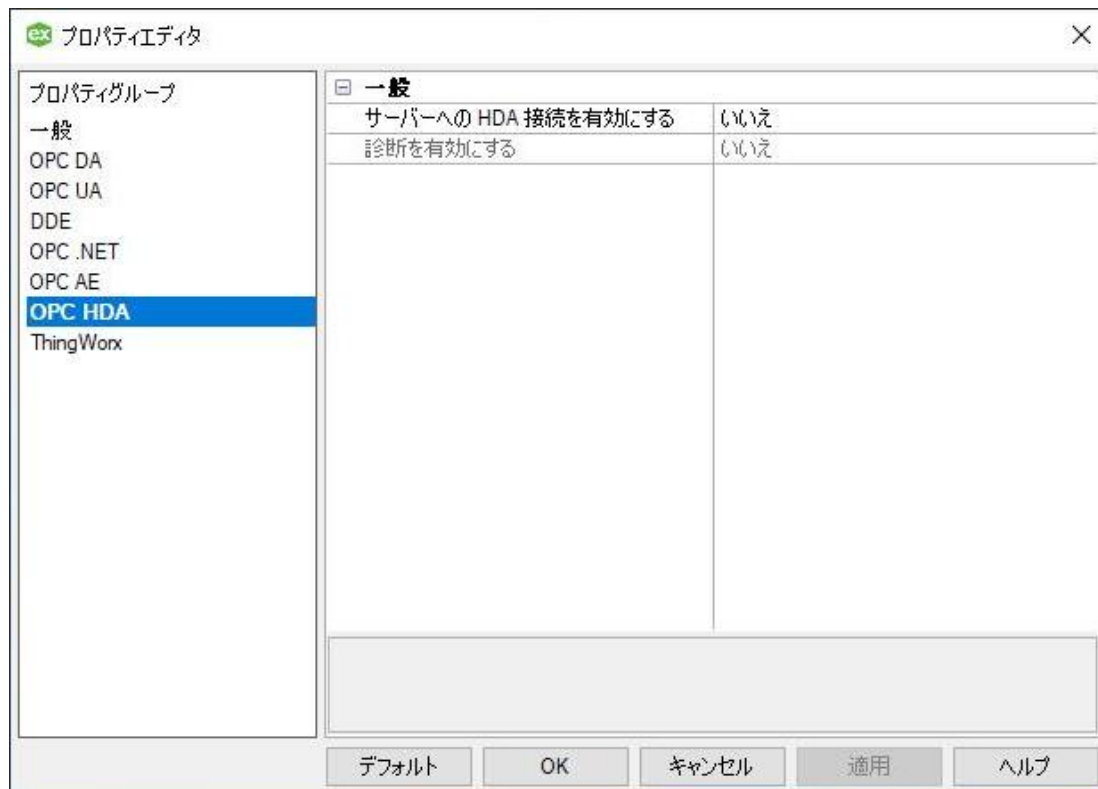 ex プロパティエディタ
プロパティグループ
一般
OPC DA
OPC UA
DDE
OPC .NET
OPC AE
OPC HDA
ThingWorx
一般
サーバーへの HDA 接続を有効にする いいえ
診断を有効にする いいえ
デフォルト OK キャンセル 適用 ヘルプ